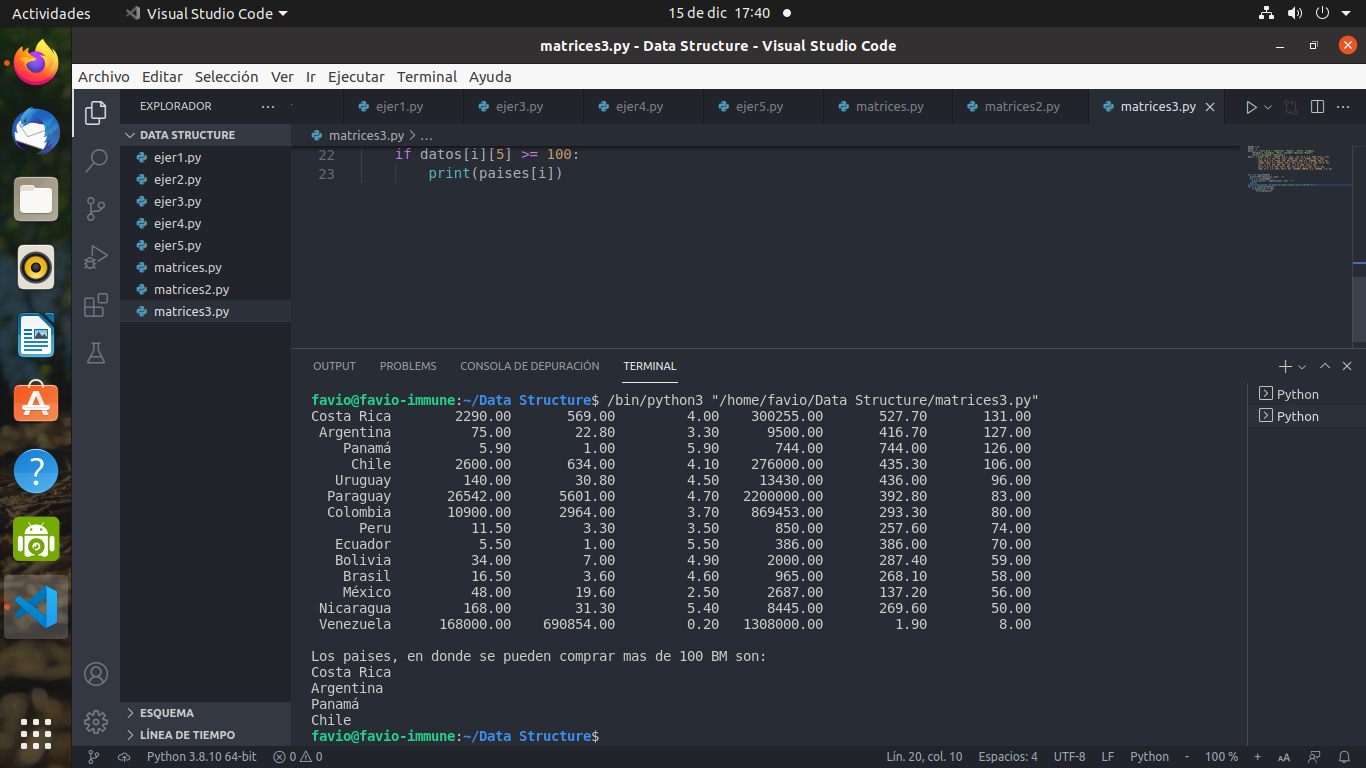 Actividades Visual Studio Code 15 de dic 17:40
matrices3.py - Data Structure - Visual Studio Code
Archivo Editar Selección Ver Ir Ejecutar Terminal Ayuda
EXPLORADOR ... ejer1.py ejer3.py ejer4.py ejer5.py matrices.py matrices2.py matrices3.py
DATA STRUCTURE
matrices3.py > ...
ejer1.py
ejer2.py
ejer3.py
ejer4.py
ejer5.py
matrices.py
matrices2.py
matrices3.py
22 if datos[i][5] >= 100:
23 print(paises[i])
OUTPUT PROBLEMS CONSOLA DE DEPURACIÓN TERMINAL
Python
Python
favio@favio-immune:~/Data Structure$ /bin/python3 "/home/favio/Data Structure/matrices3.py"
Costa Rica 2290.00 569.00 4.00 300255.00 527.70 131.00
Argentina 75.00 22.80 3.30 9500.00 416.70 127.00
Panamá 5.90 1.00 5.90 744.00 744.00 126.00
Chile 2600.00 634.00 4.10 276000.00 435.30 106.00
Uruguay 140.00 30.80 4.50 13430.00 436.00 96.00
Paraguay 26542.00 5601.00 4.70 2200000.00 392.80 83.00
Colombia 10900.00 2964.00 3.70 869453.00 293.30 80.00
Peru 11.50 3.30 3.50 850.00 257.60 74.00
Ecuador 5.50 1.00 5.50 386.00 386.00 70.00
Bolivia 34.00 7.00 4.90 2000.00 287.40 59.00
Brasil 16.50 3.60 4.60 965.00 268.10 58.00
México 48.00 19.60 2.50 2687.00 137.20 56.00
Nicaragua 168.00 31.30 5.40 8445.00 269.60 50.00
Venezuela 168000.00 690854.00 0.20 1308000.00 1.90 8.00
Los paises, en donde se pueden comprar mas de 100 BM son:
Costa Rica
Argentina
Panamá
Chile
favio@favio-immune:~/Data Structure$
ESQUEMA
LÍNEA DE TIEMPO
Python 3.8.10 64-bit 0 0 Lín. 20, col. 10 Espacios: 4 UTF-8 LF Python - 100 % + AA